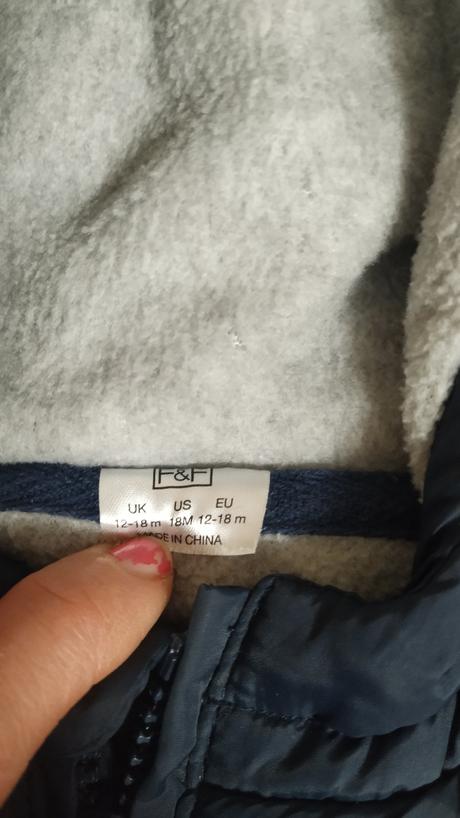 F&F
UK US EU
12-18 m 18M 12-18 m
MADE IN CHINA